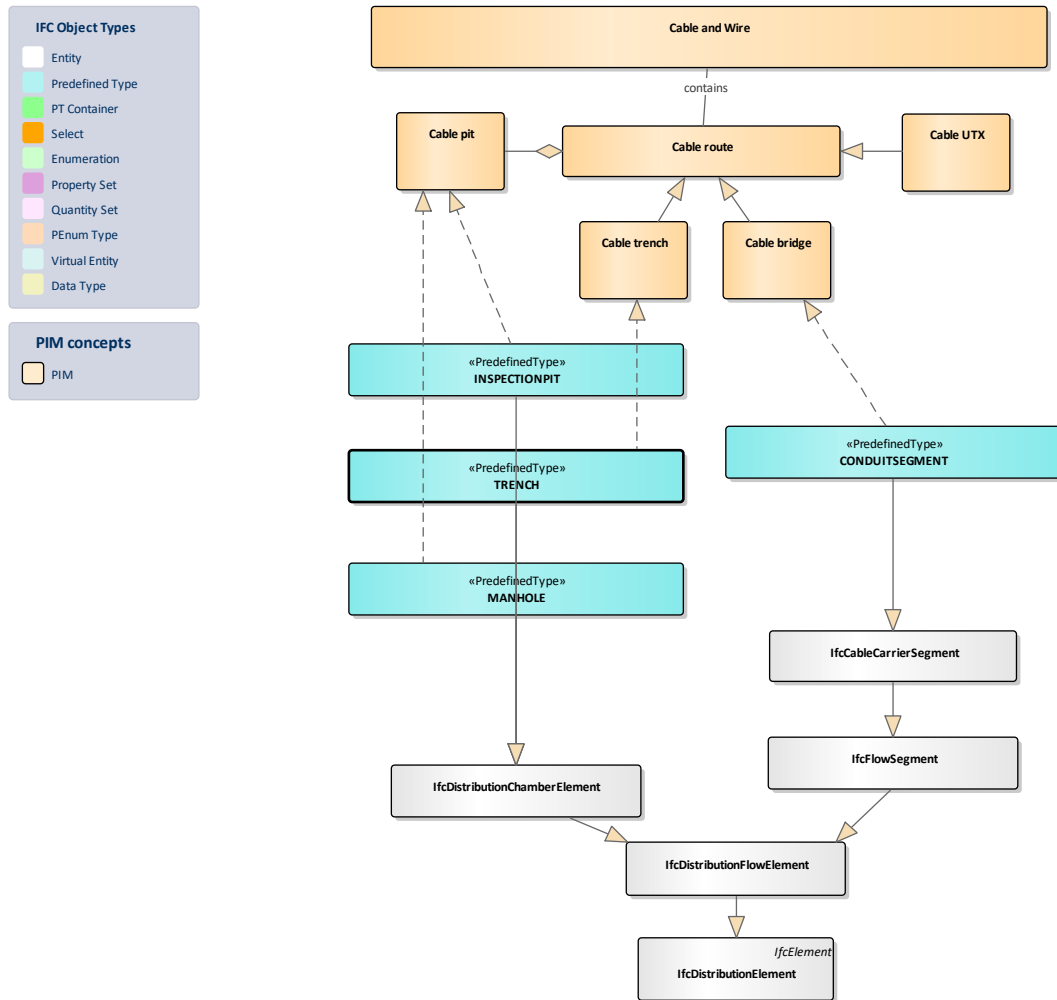 IFC Object Types
Entity
Predefined Type
PT Container
Select
Enumeration
Property Set
Quantity Set
PEnum Type
Virtual Entity
Data Type
PIM concepts
PIM
Cable and Wire
contains
Cable pit
Cable route
Cable UTX
Cable trench
Cable bridge
«PredefinedType»
INSPECTIONPIT
«PredefinedType»
CONDUITSEGMENT
«PredefinedType»
TRENCH
«PredefinedType»
MANHOLE
IfcCableCarrierSegment
IfcFlowSegment
IfcDistributionChamberElement
IfcDistributionFlowElement
IfcElement
IfcDistributionElement